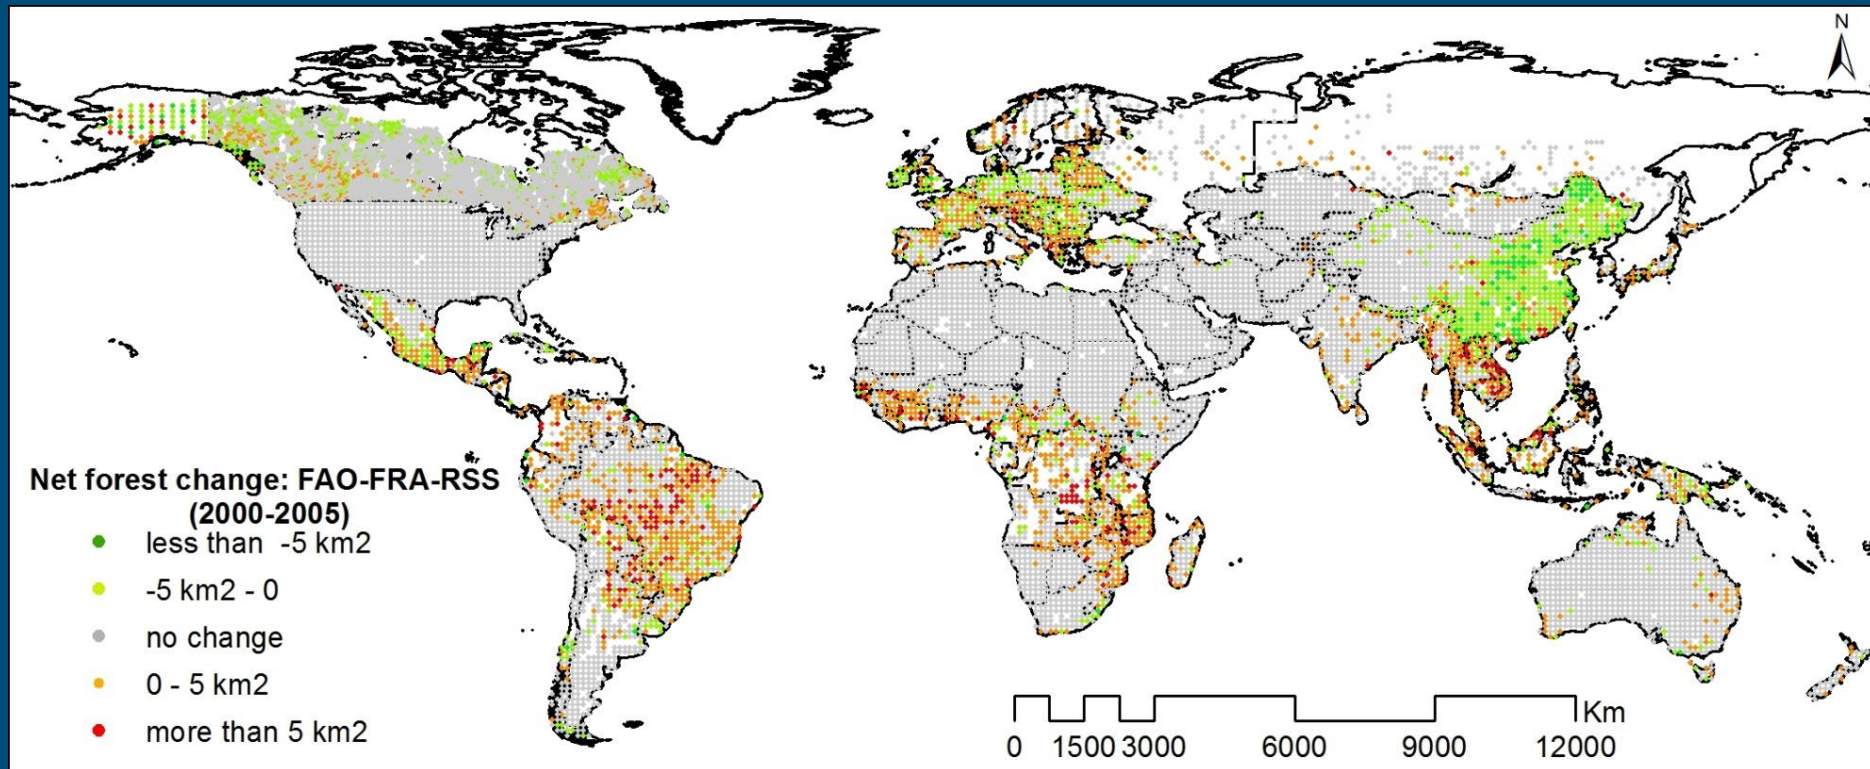 N
Net forest change: FAO-FRA-RSS
(2000-2005)
less than -5 km2
-5 km2 - 0
no change
0 - 5 km2
more than 5 km2
Km
0 1500 3000 6000 9000 12000